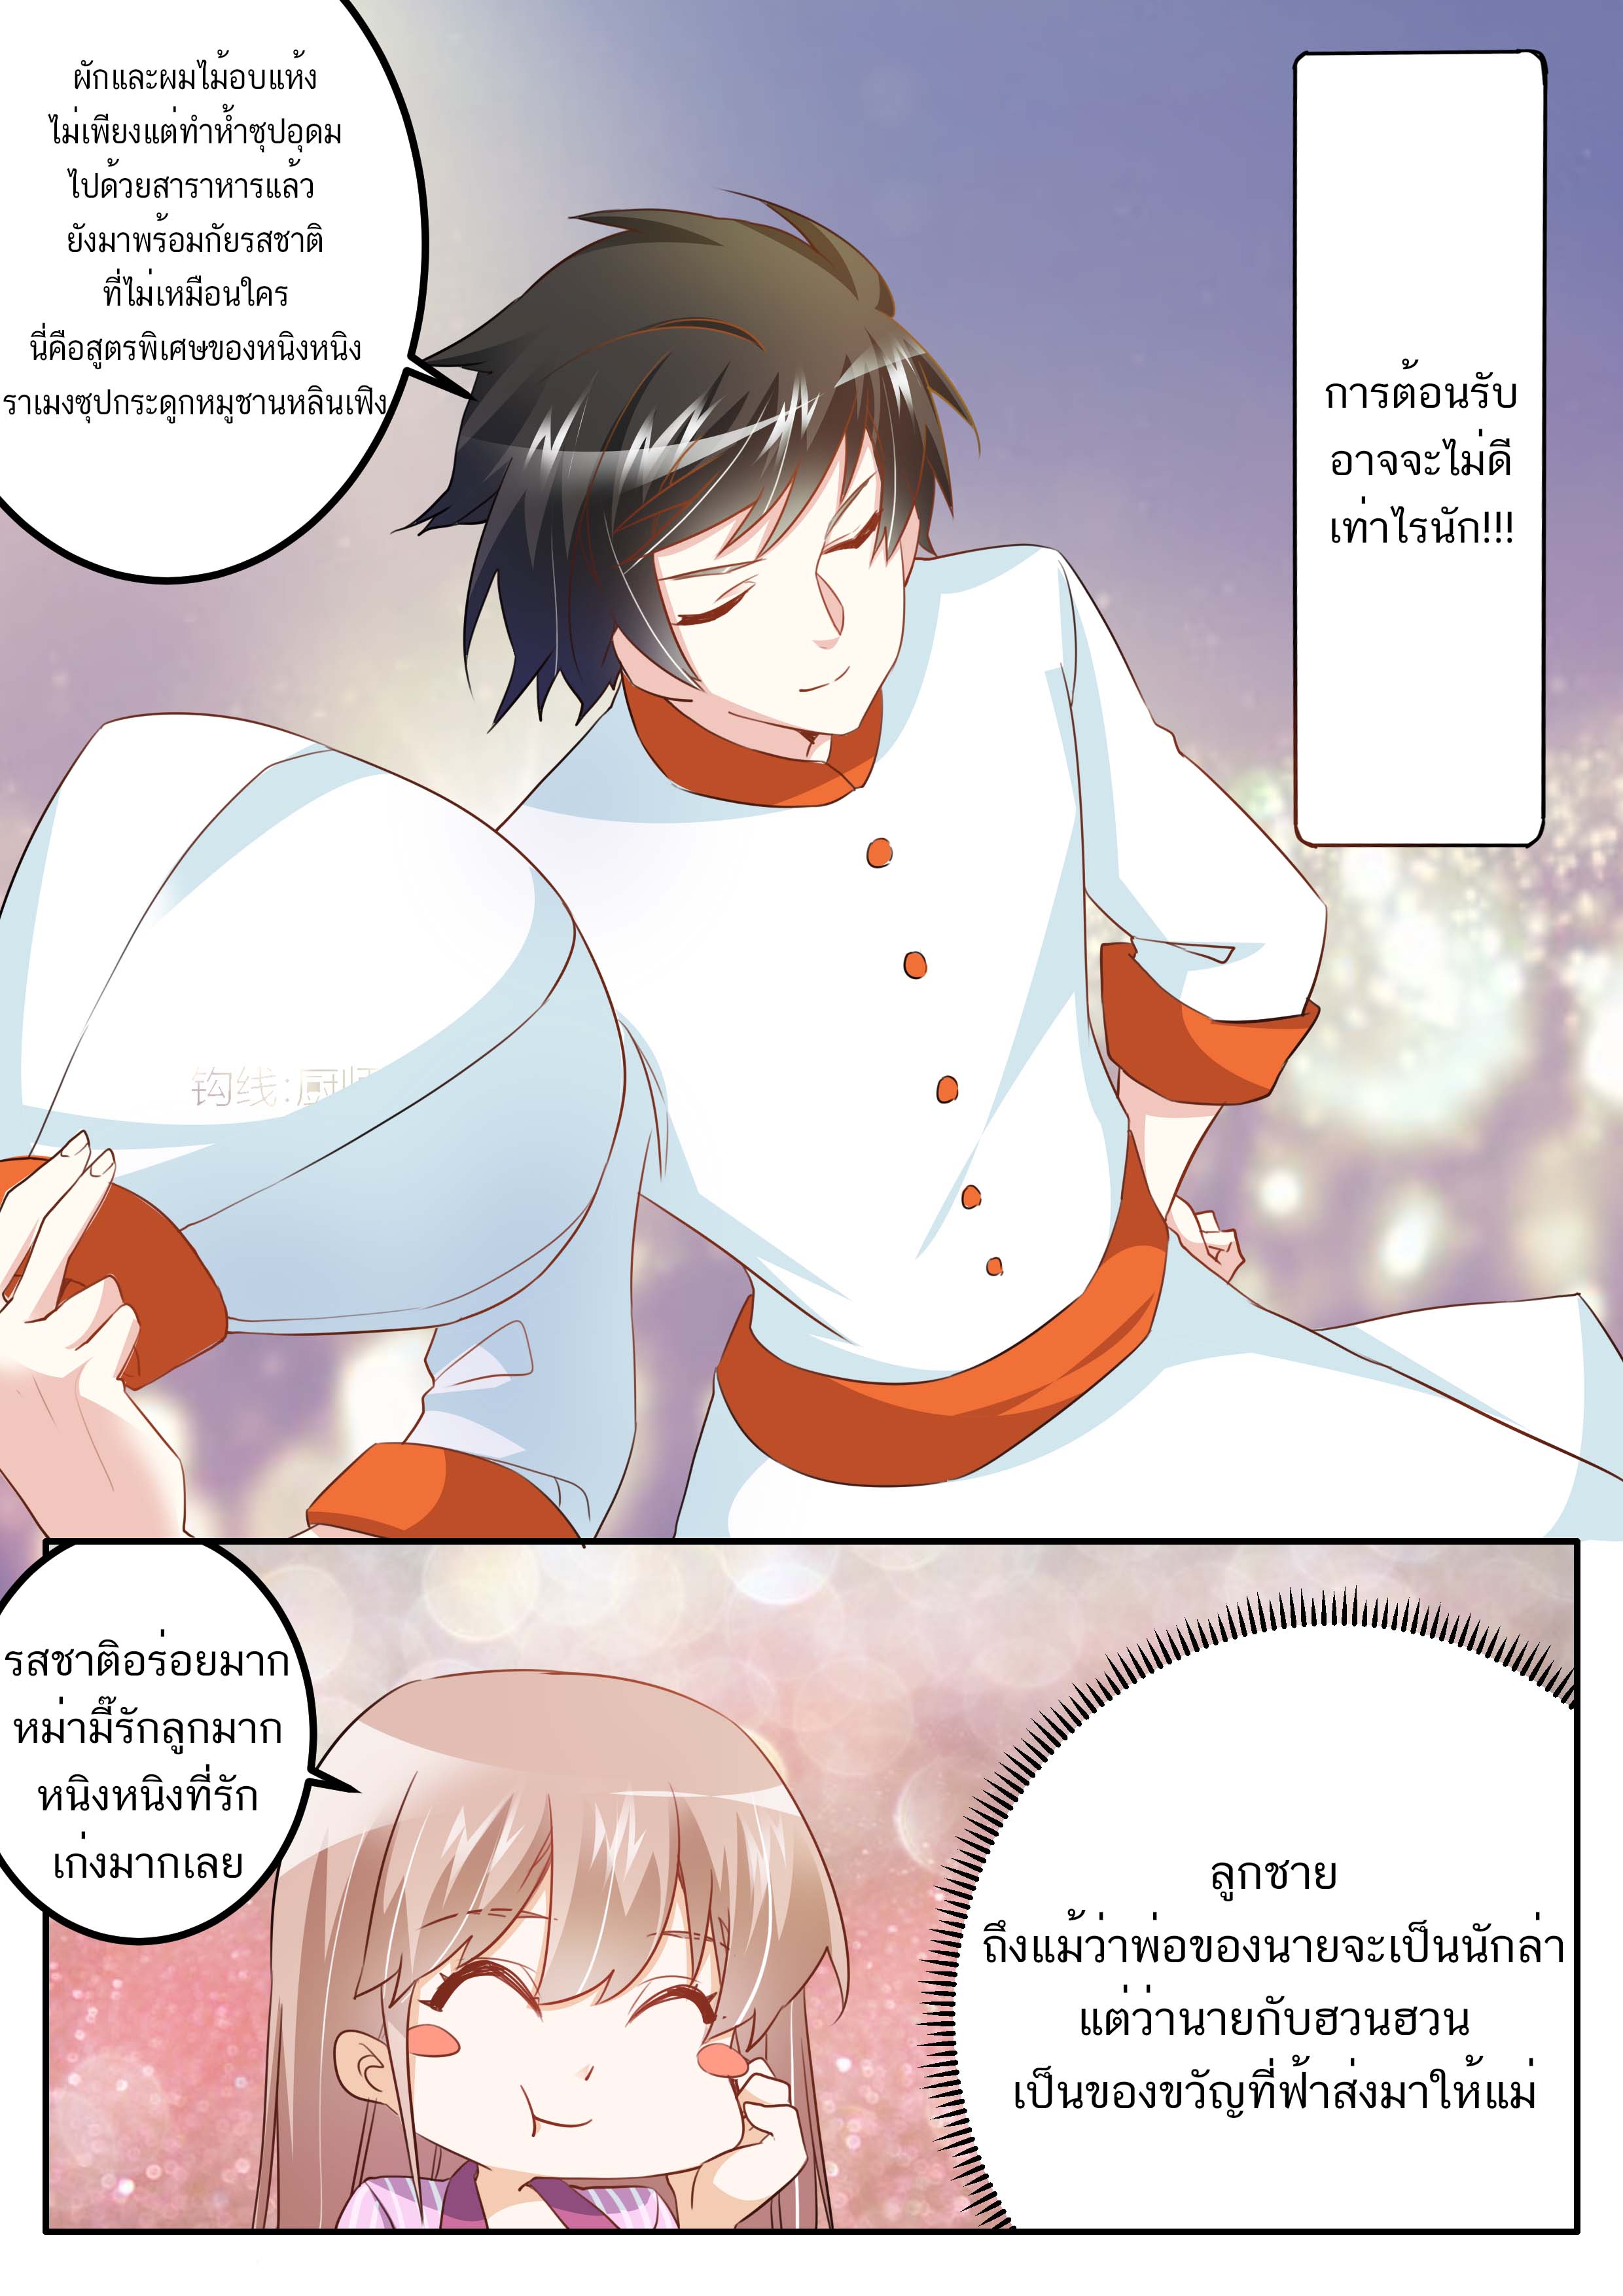 ผักและผมไม้อบแห้ง
ไม่เพียงแต่ทำห้ำซุปอุดม
ไปด้วยสาราหารแล้ว
ยังมาพร้อมกัยรสชาติ
ที่ไม่เหมือนใคร
นี่คือสูตรพิเศษของหนิงหนิง
ราเมงซุปกระดูกหมูชานหลินเฟิง
การต้อนรับ
อาจจะไม่ดี
เท่าไรนัก!!!
钩线:厨师
รสชาติอร่อยมาก
หม่ามี๊รักลูกมาก
หนิงหนิงที่รัก
เก่งมากเลย
ลูกชาย
ถึงแม้ว่าพ่อของนายจะเป็นนักล่า
แต่ว่านายกับฮวนฮวน
เป็นของขวัญที่ฟ้าส่งมาให้แม่